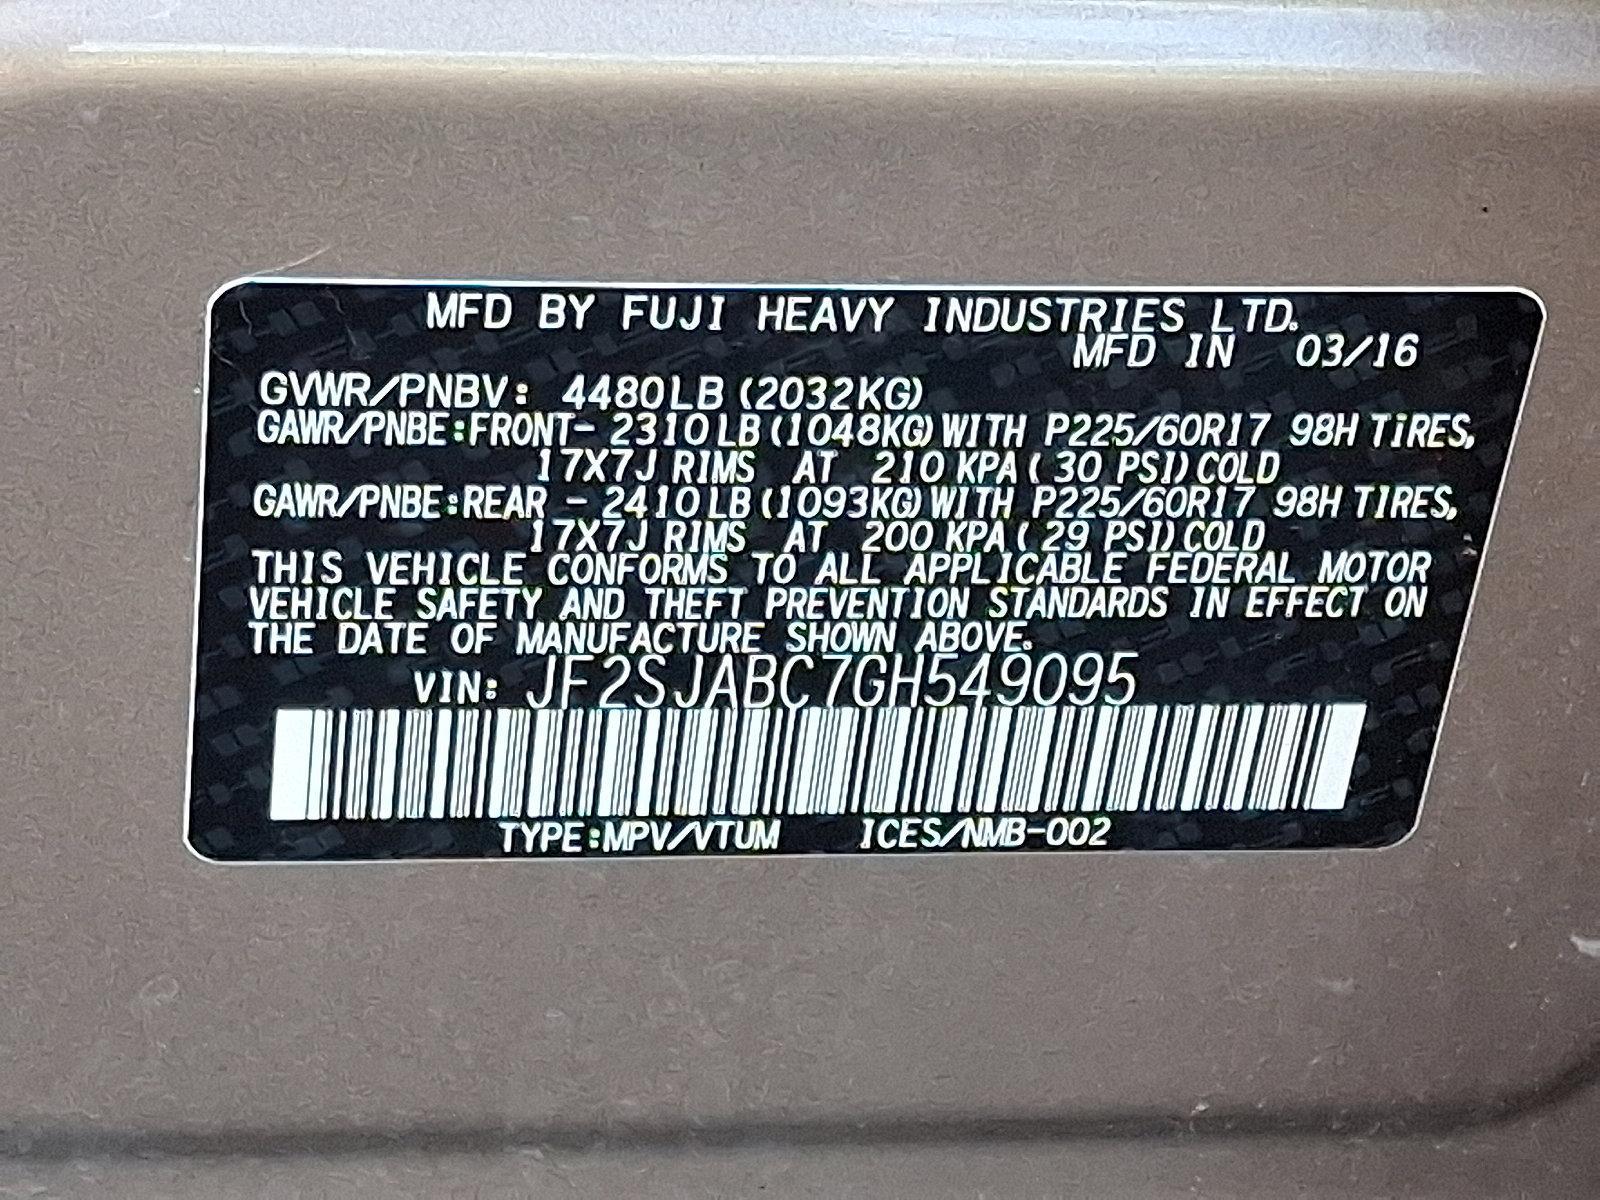 MFD BY FUJI HEAVY INDUSTRIES LTD.
MFD IN 03/16
GVWR/PNBV: 4480LB (2032KG)
GAWR/PNBE:FRONT- 2310LB(1048KG)WITH P225/60R17 98H TiRES,
17X7J RIMS AT 210 KPA( 30 PSI)COLD
GAWR/PNBE:REAR - 2410LB(1093KG)WITH P225/60R17 98H TIRES,
17X7J RIMS AT 200 KPA( 29 PSI)COLD
THIS VEHICLE CONFORMS TO ALL APPLICABLE FEDERAL MOTOR
VEHICLE SAFETY AND THEFT PREVENTION STANDARDS IN EFFECT ON
THE DATE OF MANUFACTURE SHOWN ABOVE.
VIN: JF2SJABC7GH549095
TYPE:MPV/VTUM ICES/NMB-002